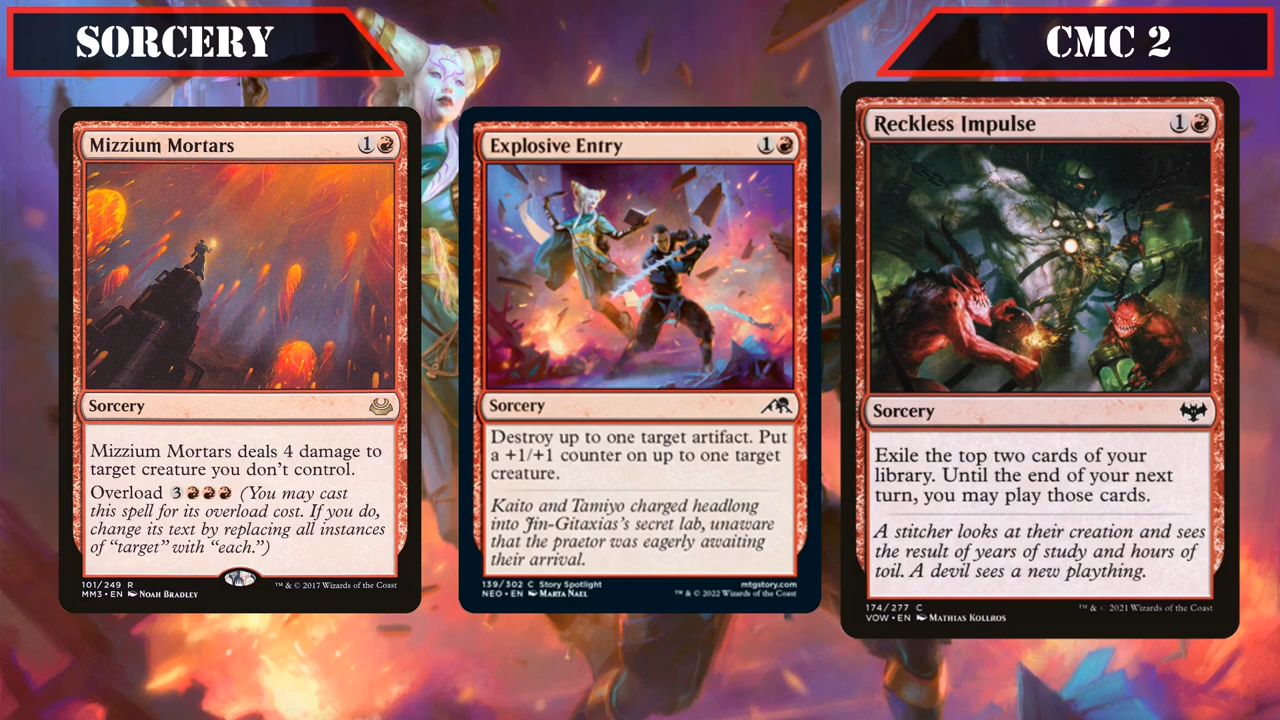 SORCERY
CMC 2
Mizzium Mortars 1
Sorcery
Mizzium Mortars deals 4 damage to
target creature you don't control.
Overload 3 (You may cast
this spell for its overload cost. If you do,
change its text by replacing all instances
of "target" with "each.")
101/249 R
MM3 • EN Noah Bradley
™ & © 2017 Wizards of the Coast
Explosive Entry 1
Sorcery
Destroy up to one target artifact. Put
a +1/+1 counter on up to one target
creature.
Kaito and Tamiyo charged headlong
into Jin-Gitaxias's secret lab, unaware
that the praetor was eagerly awaiting
their arrival.
139/302 C Story Spotlight
NEO • EN Marta Nael
mtgstory.com
™ & © 2022 Wizards of the Coast
Reckless Impulse 1
Sorcery
Exile the top two cards of your
library. Until the end of your next
turn, you may play those cards.
A stitcher looks at their creation and sees
the result of years of study and hours of
toil. A devil sees a new plaything.
174/277 C
VOW • EN Mathias Kollros
™ & © 2021 Wizards of the Coast